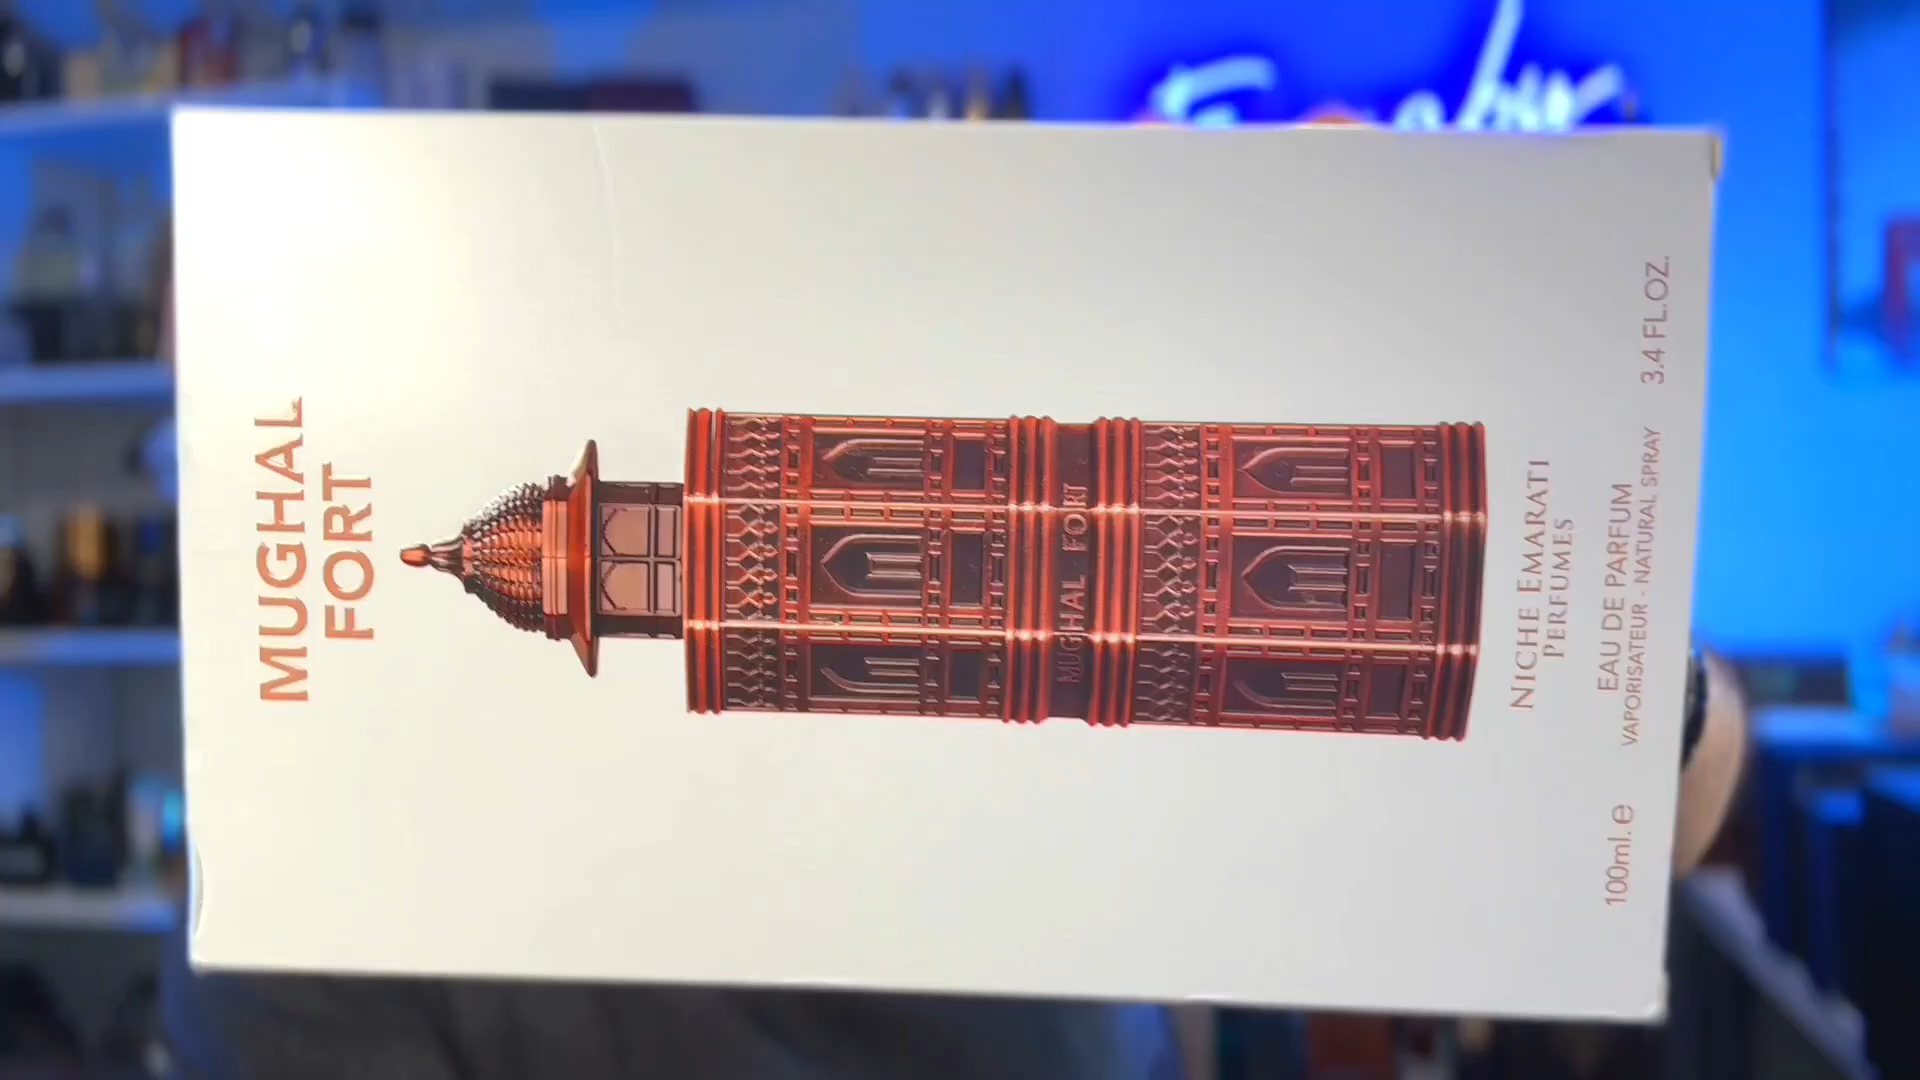 MUGHAL
FORT
MUGHAL FORT
NICHE EMARATI
PERFUMES
EAU DE PARFUM
100ml.e VAPORISATEUR - NATURAL SPRAY 3.4 FL.OZ.